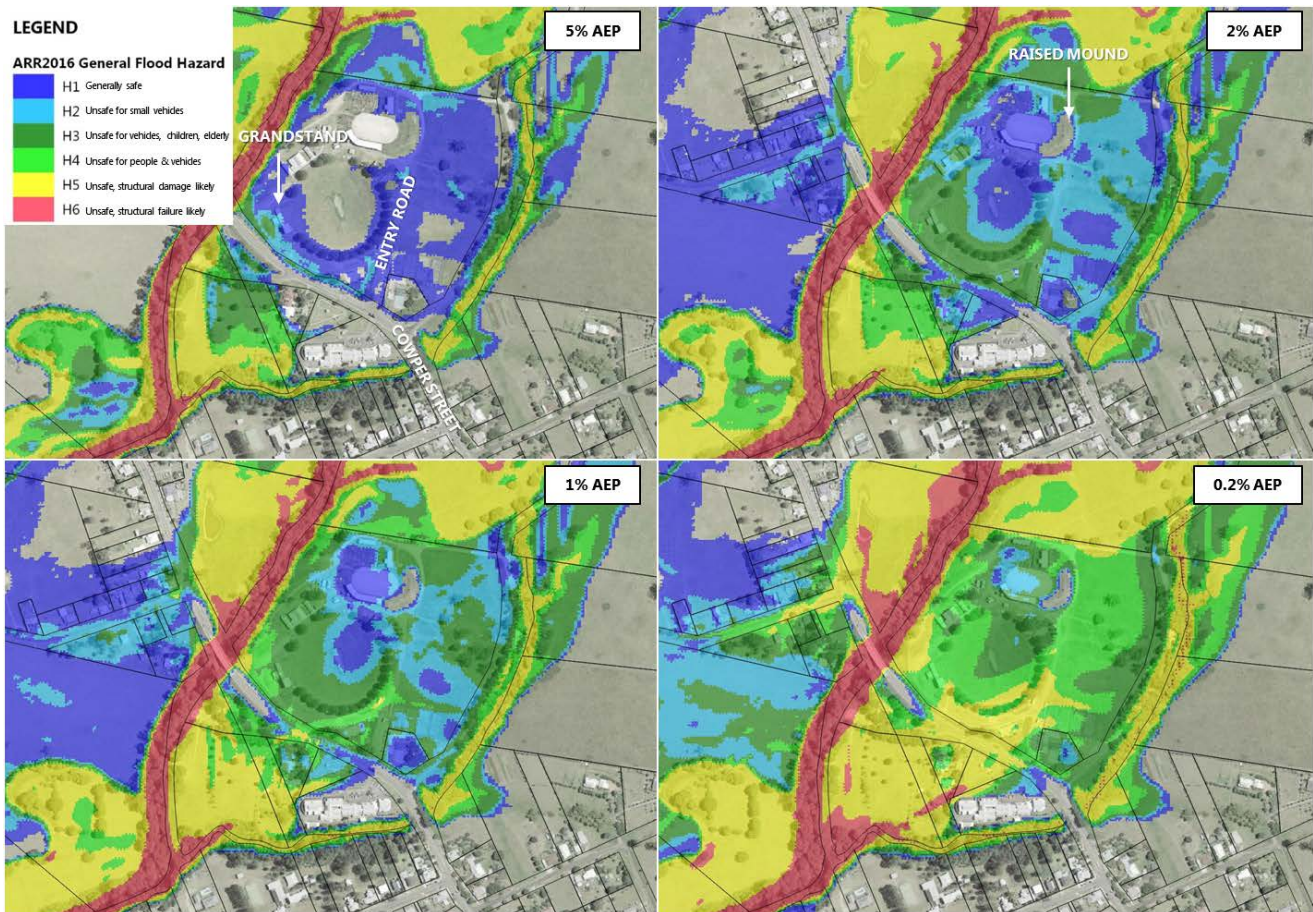 LEGEND
ARR2016 General Flood Hazard
H1 Generally safe
H2 Unsafe for small vehicles
H3 Unsafe for vehicles, children, elderly
H4 Unsafe for people & vehicles
H5 Unsafe, structural damage likely
H6 Unsafe, structural failure likely
5% AEP
GRANDSTAND
ENTRY ROAD
COWPER STREET
2% AEP
RAISED MOUND
1% AEP
0.2% AEP